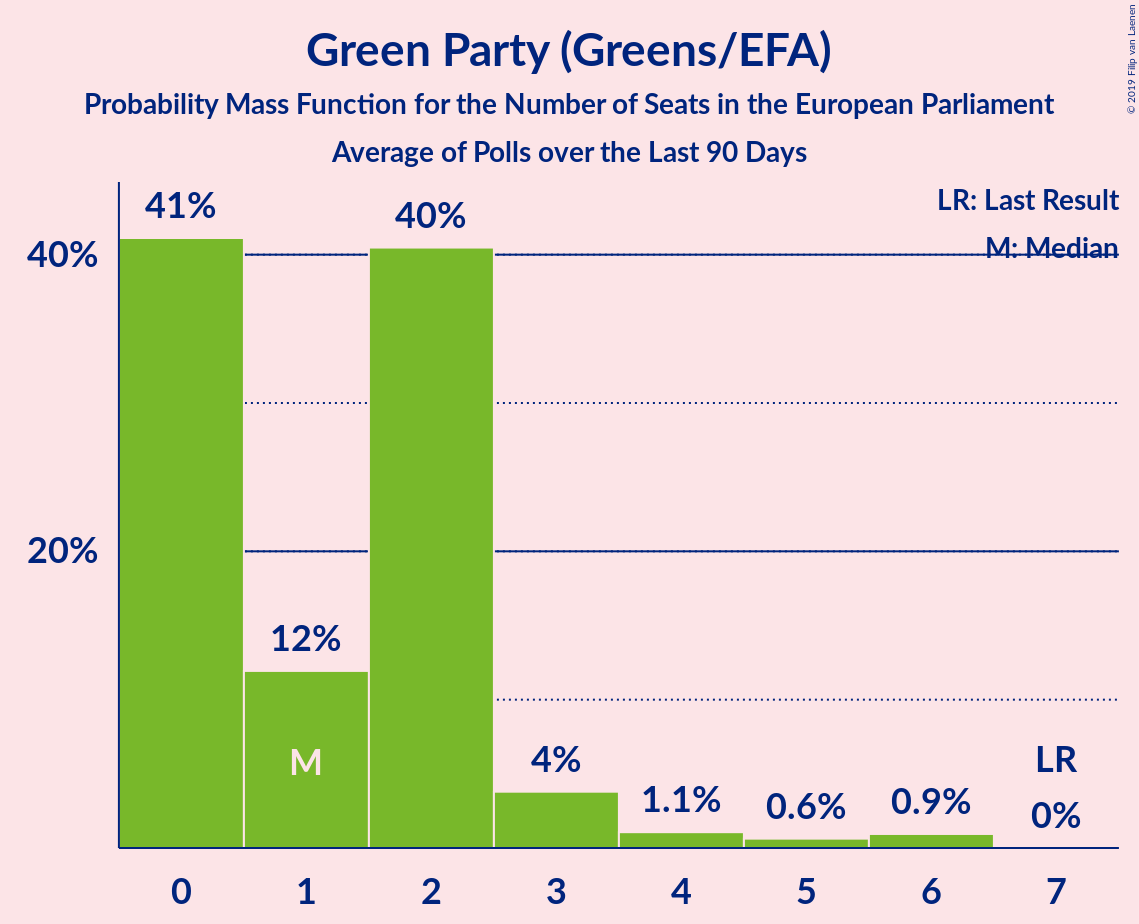 Green Party (Greens/EFA)
Probability Mass Function for the Number of Seats in the European Parliament
Average of Polls over the Last 90 Days
© 2019 Filip van Laenen
LR: Last Result
M: Median
41%
40%
40%
20%
12%
M
4%
1.1%
0.6%
0.9%
LR
0%
0 1 2 3 4 5 6 7